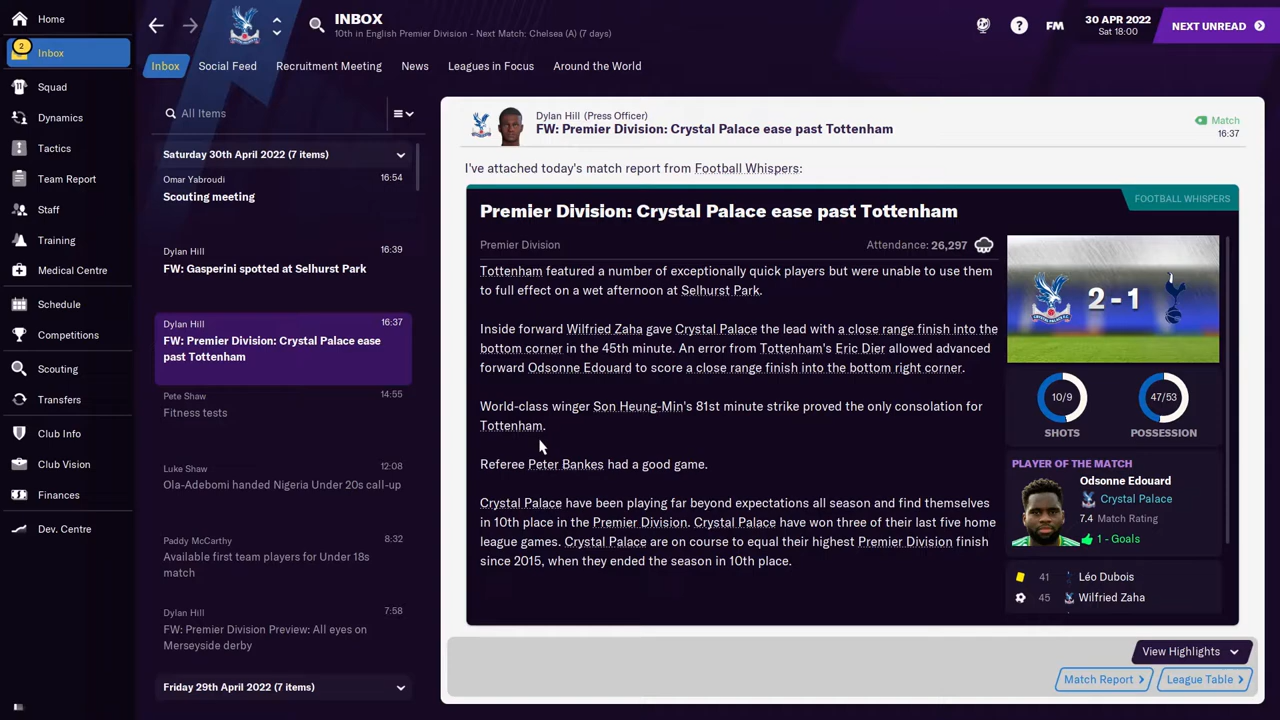 Home
2
Inbox
Squad
Dynamics
Tactics
Team Report
Staff
Training
Medical Centre
Schedule
Competitions
Scouting
Transfers
Club Info
Club Vision
Finances
Dev. Centre
INBOX
10th in English Premier Division - Next Match: Chelsea (A) (7 days)
FM
30 APR 2022
Sat 18:00
NEXT UNREAD
Inbox
Social Feed
Recruitment Meeting
News
Leagues in Focus
Around the World
All Items
Saturday 30th April 2022 (7 items)
Omar Yabroudi 16:54
Scouting meeting
Dylan Hill 16:39
FW: Gasperini spotted at Selhurst Park
Dylan Hill 16:37
FW: Premier Division: Crystal Palace ease
past Tottenham
Pete Shaw 14:55
Fitness tests
Luke Shaw 12:08
Ola-Adebomi handed Nigeria Under 20s call-up
Paddy McCarthy 8:32
Available first team players for Under 18s
match
Dylan Hill 7:58
FW: Premier Division Preview: All eyes on
Merseyside derby
Friday 29th April 2022 (7 items)
Dylan Hill (Press Officer)
FW: Premier Division: Crystal Palace ease past Tottenham
Match
16:37
I've attached today's match report from Football Whispers:
FOOTBALL WHISPERS
Premier Division: Crystal Palace ease past Tottenham
Premier Division Attendance: 26,297
Tottenham featured a number of exceptionally quick players but were unable to use them
to full effect on a wet afternoon at Selhurst Park.
Inside forward Wilfried Zaha gave Crystal Palace the lead with a close range finish into the
bottom corner in the 45th minute. An error from Tottenham's Eric Dier allowed advanced
forward Odsonne Edouard to score a close range finish into the bottom right corner.
World-class winger Son Heung-Min's 81st minute strike proved the only consolation for
Tottenham.
Referee Peter Bankes had a good game.
Crystal Palace have been playing far beyond expectations all season and find themselves
in 10th place in the Premier Division. Crystal Palace have won three of their last five home
league games. Crystal Palace are on course to equal their highest Premier Division finish
since 2015, when they ended the season in 10th place.
2 - 1
10/9
47/53
SHOTS
POSSESSION
PLAYER OF THE MATCH
Odsonne Edouard
Crystal Palace
7.4 Match Rating
1 - Goals
41 Léo Dubois
45 Wilfried Zaha
View Highlights
Match Report
League Table